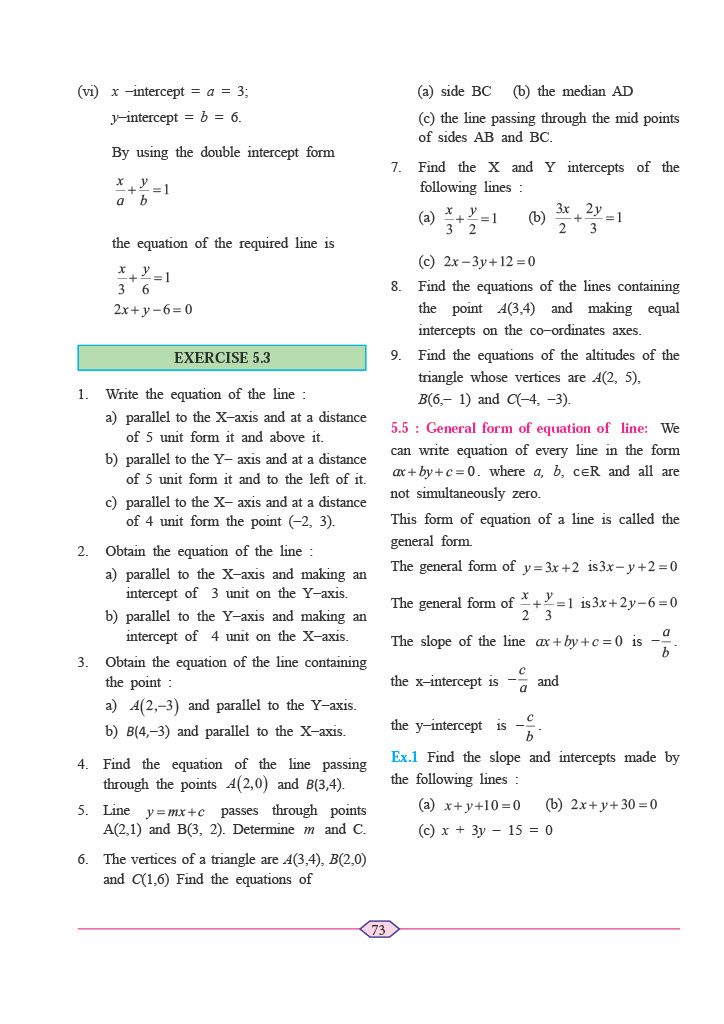 (vi) x –intercept = a = 3;
y–intercept = b = 6.
By using the double intercept form
x/a + y/b = 1
the equation of the required line is
x/3 + y/6 = 1
2x + y − 6 = 0
EXERCISE 5.3
1. Write the equation of the line :
a) parallel to the X–axis and at a distance
of 5 unit form it and above it.
b) parallel to the Y– axis and at a distance
of 5 unit form it and to the left of it.
c) parallel to the X– axis and at a distance
of 4 unit form the point (–2, 3).
2. Obtain the equation of the line :
a) parallel to the X–axis and making an
intercept of 3 unit on the Y–axis.
b) parallel to the Y–axis and making an
intercept of 4 unit on the X–axis.
3. Obtain the equation of the line containing
the point :
a) A(2,−3) and parallel to the Y–axis.
b) B(4,–3) and parallel to the X–axis.
4. Find the equation of the line passing
through the points A(2,0) and B(3,4).
5. Line y = mx + c passes through points
A(2,1) and B(3, 2). Determine m and C.
6. The vertices of a triangle are A(3,4), B(2,0)
and C(1,6) Find the equations of
(a) side BC (b) the median AD
(c) the line passing through the mid points
of sides AB and BC.
7. Find the X and Y intercepts of the
following lines :
(a) x/3 + y/2 = 1 (b) 3x/2 + 2y/3 = 1
(c) 2x − 3y + 12 = 0
8. Find the equations of the lines containing
the point A(3,4) and making equal
intercepts on the co–ordinates axes.
9. Find the equations of the altitudes of the
triangle whose vertices are A(2, 5),
B(6,– 1) and C(–4, –3).
5.5 : General form of equation of line: We
can write equation of every line in the form
ax + by + c = 0. where a, b, c∈R and all are
not simultaneously zero.
This form of equation of a line is called the
general form.
The general form of y = 3x + 2 is 3x − y + 2 = 0
The general form of x/2 + y/3 = 1 is 3x + 2y − 6 = 0
The slope of the line ax + by + c = 0 is −a/b.
the x–intercept is −c/a and
the y–intercept is −c/b.
Ex.1 Find the slope and intercepts made by
the following lines :
(a) x + y + 10 = 0 (b) 2x + y + 30 = 0
(c) x + 3y − 15 = 0
73